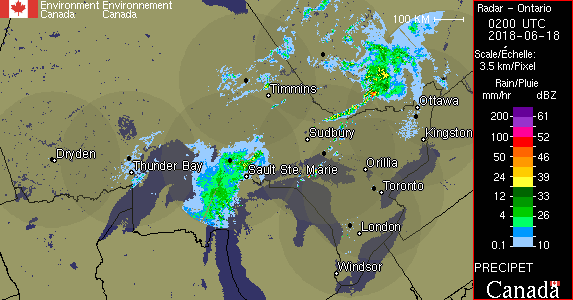 Environment Environnement
Canada Canada
100 KM
Timmins
Ottawa
Sudbury
Kingston
Dryden
Thunder Bay
Sault Ste. Marie
Orillia
Toronto
London
Windsor
Radar - Ontario
0200 UTC
2018-06-18
Scale/Échelle:
3.5 km/Pixel
Rain/Pluie
mm/hr dBZ
200 61
100 52
50 46
24 39
12 33
4 26
0.1 10
PRECIPET
Canada